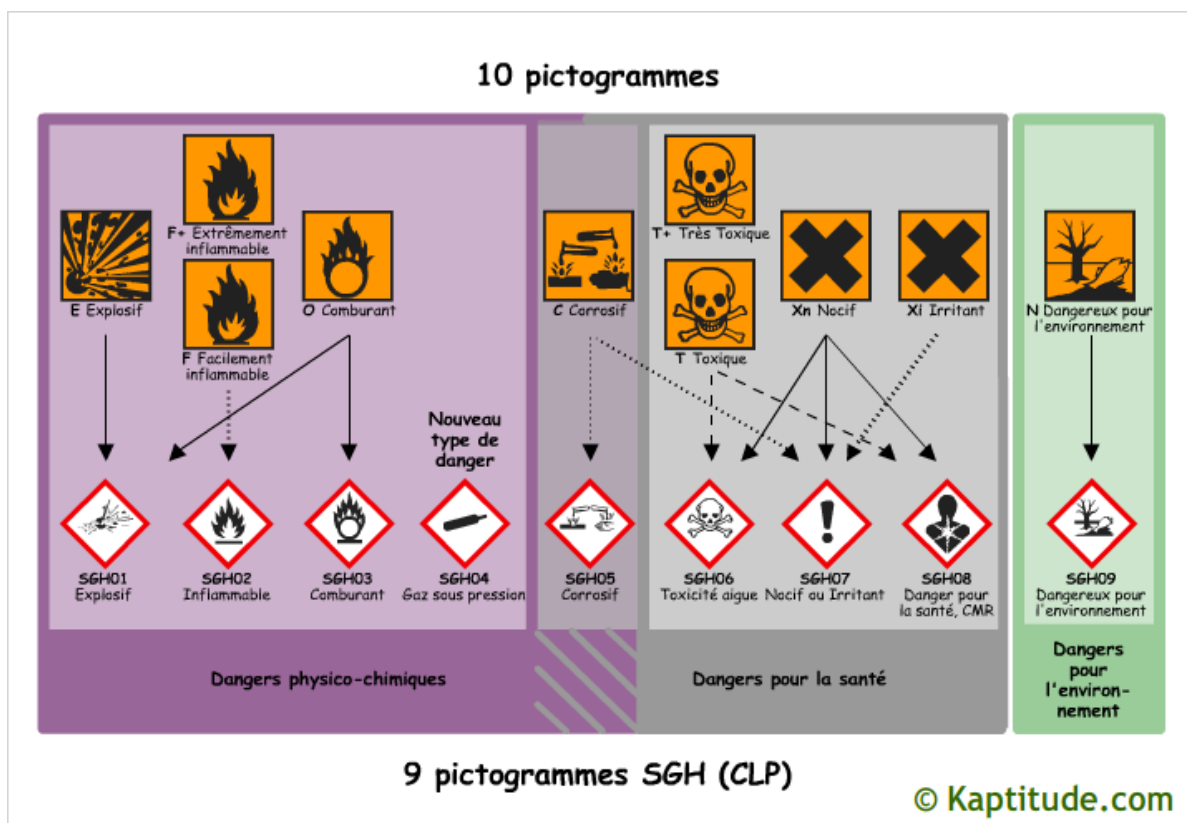 10 pictogrammes
F+ Extrêmement
inflammable
T+ Très Toxique
E Explosif
O Comburant
C Corrosif
Xn Nocif
Xi Irritant
N Dangereux pour
l'environnement
F Facilement
inflammable
T Toxique
Nouveau
type de
danger
SGH01
Explosif
SGH02
Inflammable
SGH03
Comburant
SGH04
Gaz sous pression
SGH05
Corrosif
SGH06
Toxicité aigue
SGH07
Nocif ou Irritant
SGH08
Danger pour
la santé, CMR
SGH09
Dangereux pour
l'environnement
Dangers physico-chimiques
Dangers pour la santé
Dangers
pour
l'environ-
nement
9 pictogrammes SGH (CLP)
© Kaptitude.com